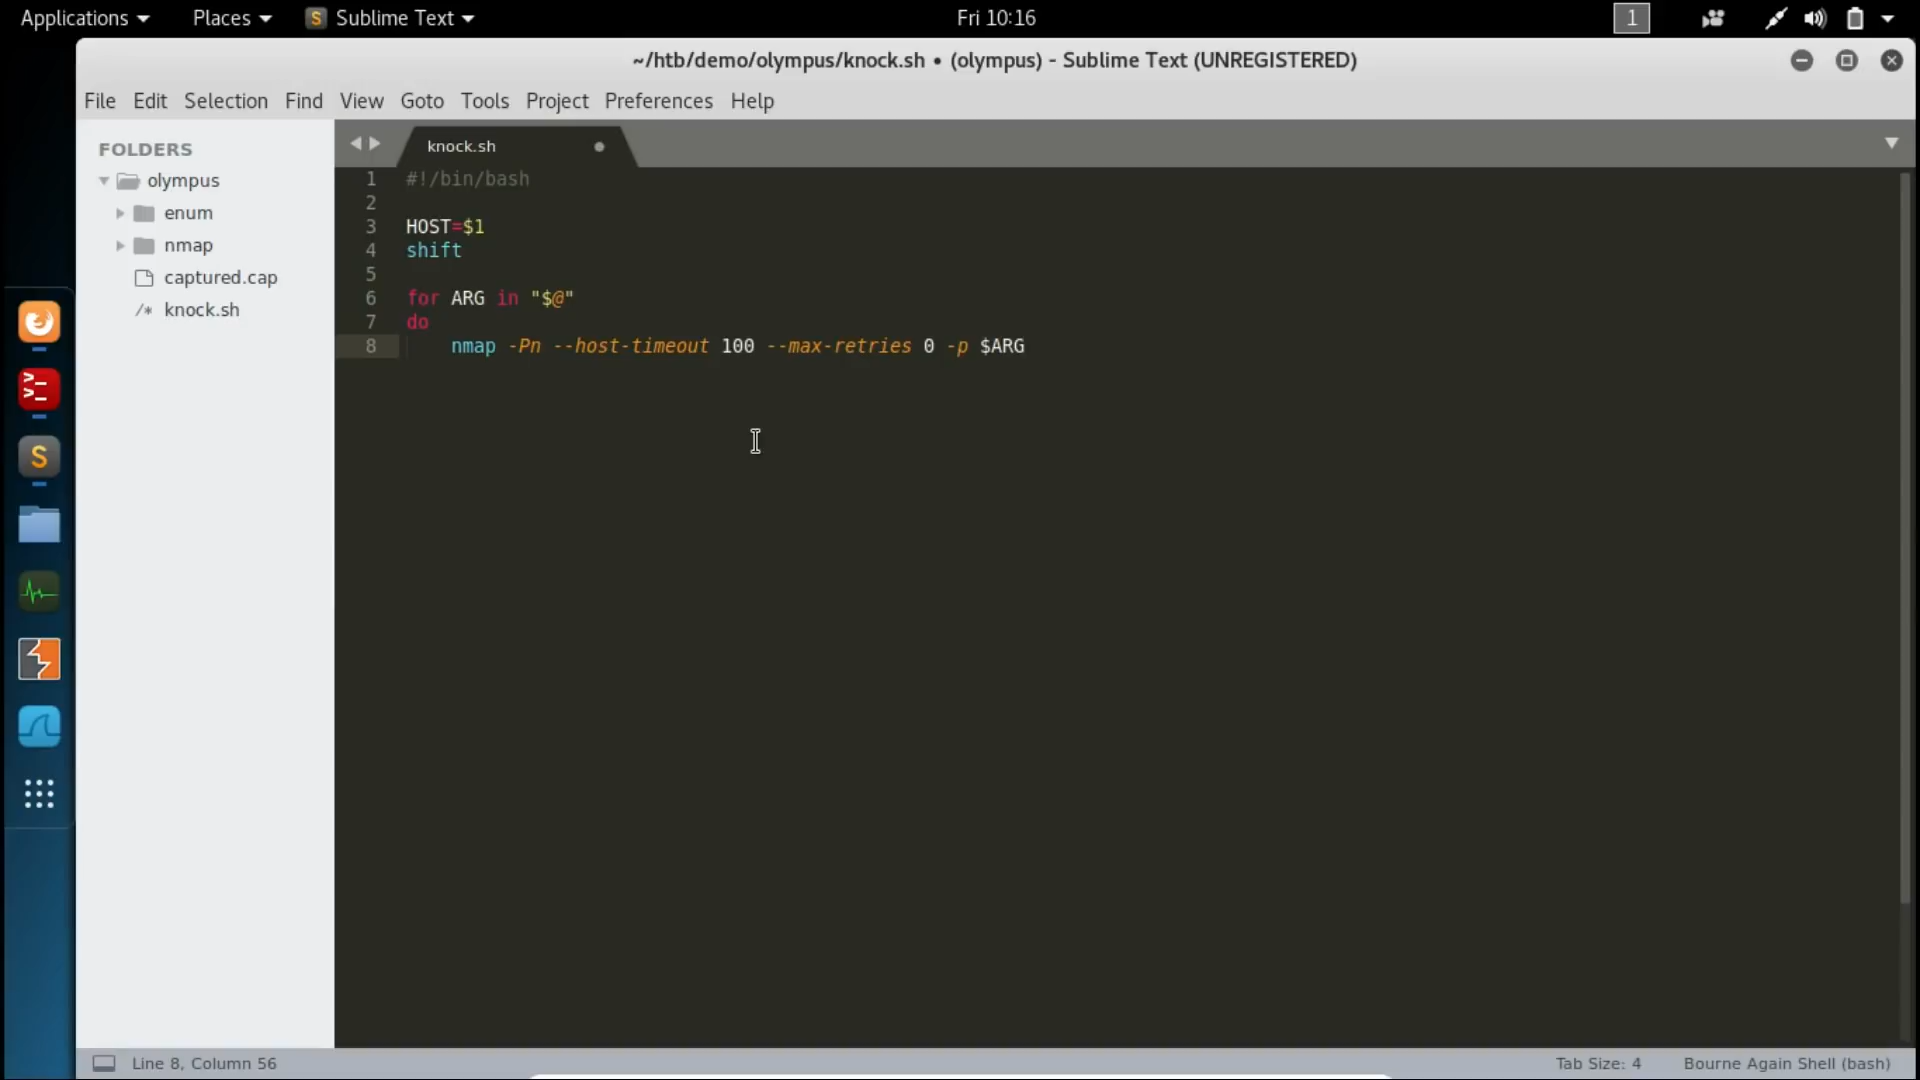 Applications Places Sublime Text Fri 10:16 1
~/htb/demo/olympus/knock.sh • (olympus) - Sublime Text (UNREGISTERED)
File Edit Selection Find View Goto Tools Project Preferences Help
FOLDERS
olympus
enum
nmap
captured.cap
/* knock.sh
knock.sh
1 #!/bin/bash
2
3 HOST=$1
4 shift
5
6 for ARG in "$@"
7 do
8 nmap -Pn --host-timeout 100 --max-retries 0 -p $ARG
Line 8, Column 56 Tab Size: 4 Bourne Again Shell (bash)